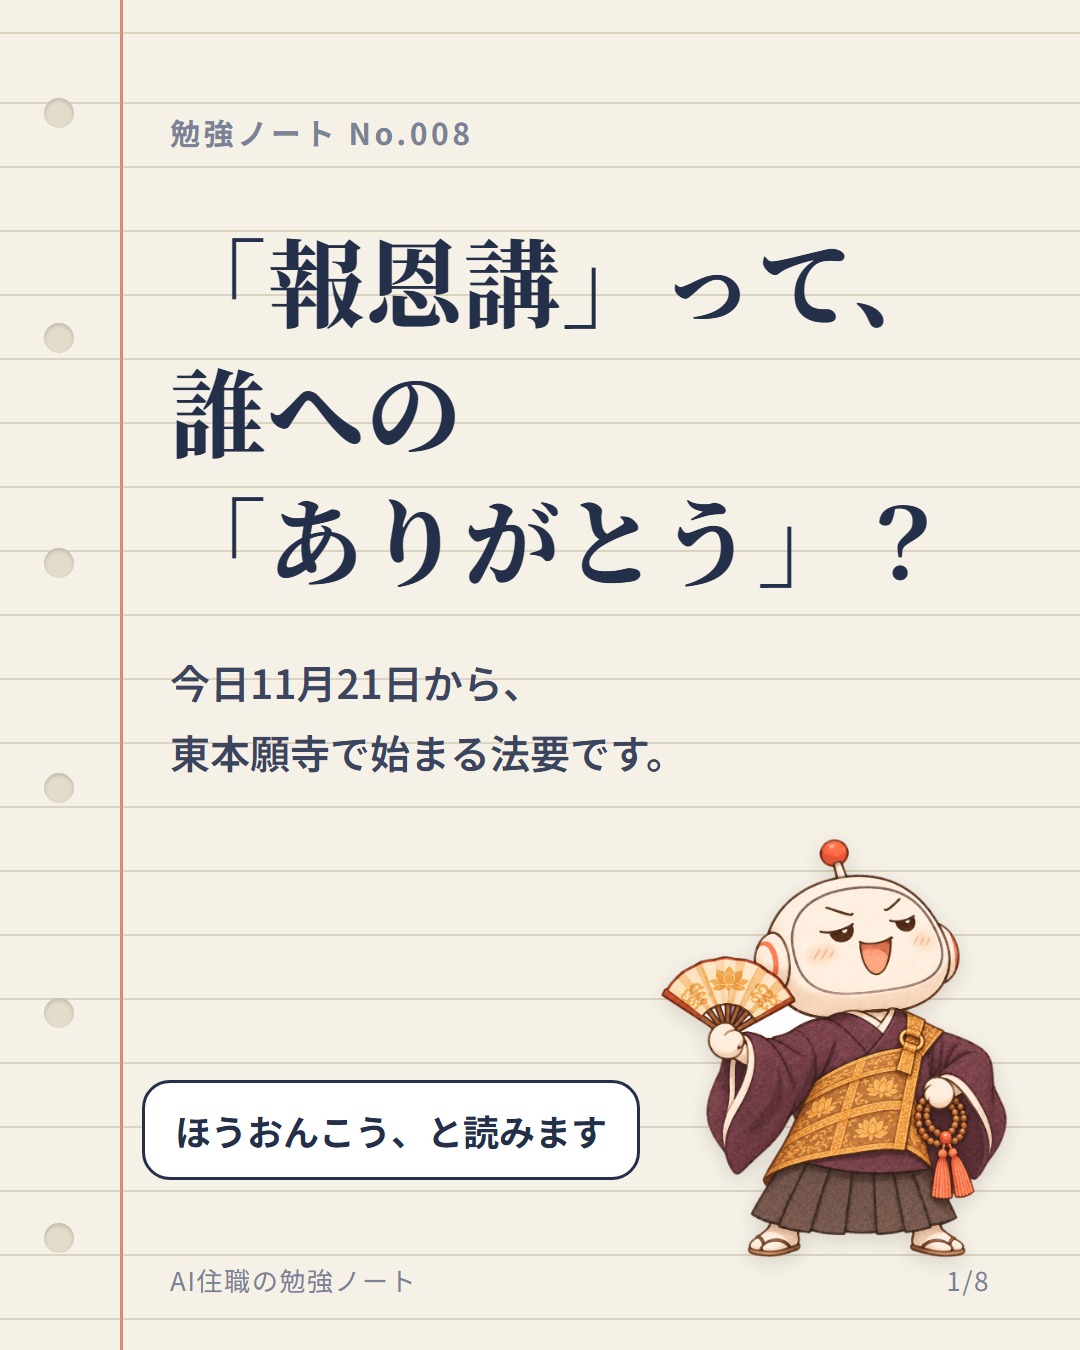 勉強ノート No.008
「報恩講」って、
誰への
「ありがとう」？
今日11月21日から、
東本願寺で始まる法要です。
ほうおんこう、と読みます
AI住職の勉強ノート
1/8